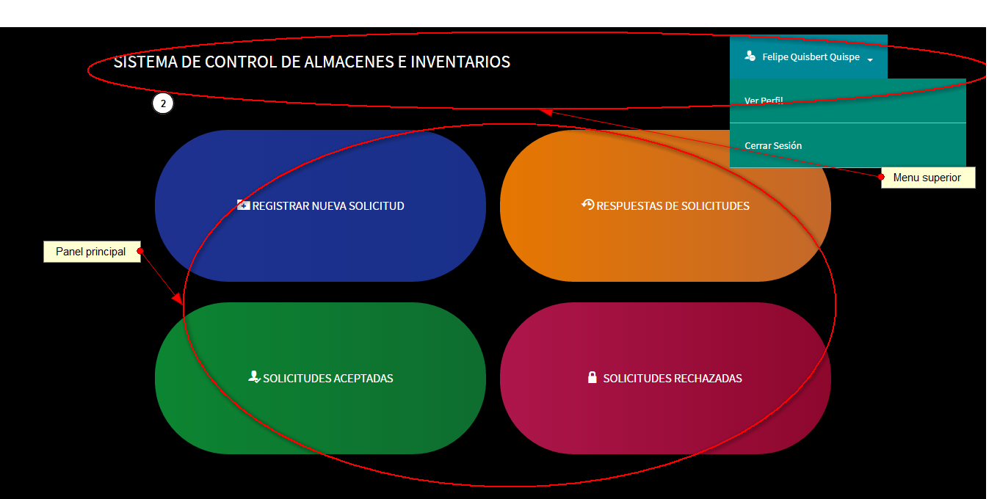 SISTEMA DE CONTROL DE ALMACENES E INVENTARIOS
Felipe Quisbert Quispe
2
Ver Perfil
Cerrar Sesión
Menu superior
REGISTRAR NUEVA SOLICITUD
RESPUESTAS DE SOLICITUDES
Panel principal
SOLICITUDES ACEPTADAS
SOLICITUDES RECHAZADAS